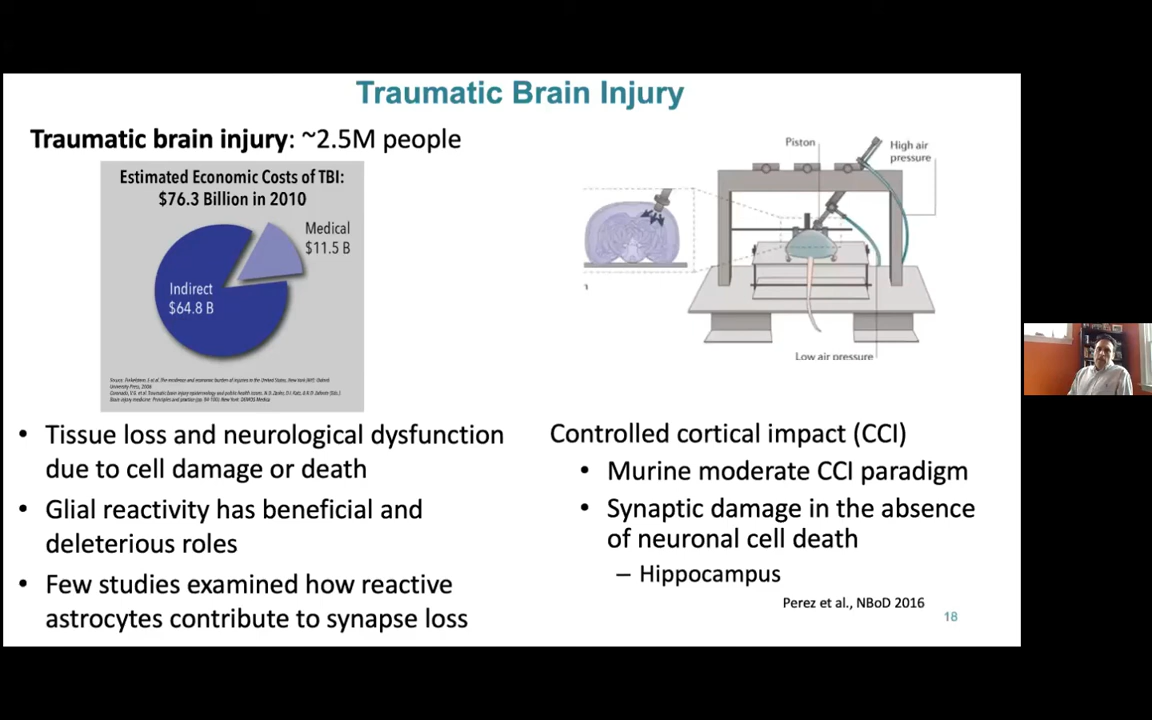 Traumatic Brain Injury
Traumatic brain injury: ~2.5M people
Estimated Economic Costs of TBI:
$76.3 Billion in 2010
Medical
$11.5 B
Indirect
$64.8 B
• Tissue loss and neurological dysfunction
due to cell damage or death
• Glial reactivity has beneficial and
deleterious roles
• Few studies examined how reactive
astrocytes contribute to synapse loss
Piston
High air
pressure
Low air pressure
Controlled cortical impact (CCI)
• Murine moderate CCI paradigm
• Synaptic damage in the absence
of neuronal cell death
– Hippocampus
Perez et al., NBoD 2016
18